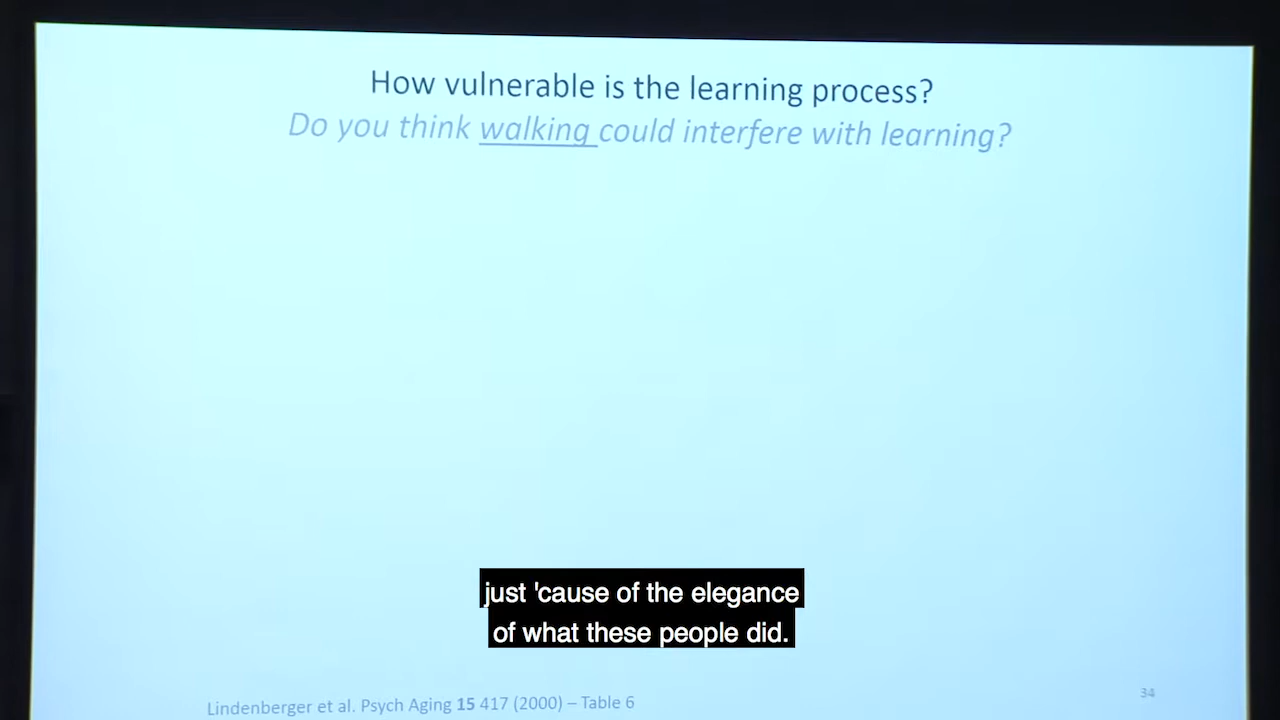 How vulnerable is the learning process?
Do you think walking could interfere with learning?
just 'cause of the elegance
of what these people did.
Lindenberger et al. Psych Aging 15 417 (2000) – Table 6
34